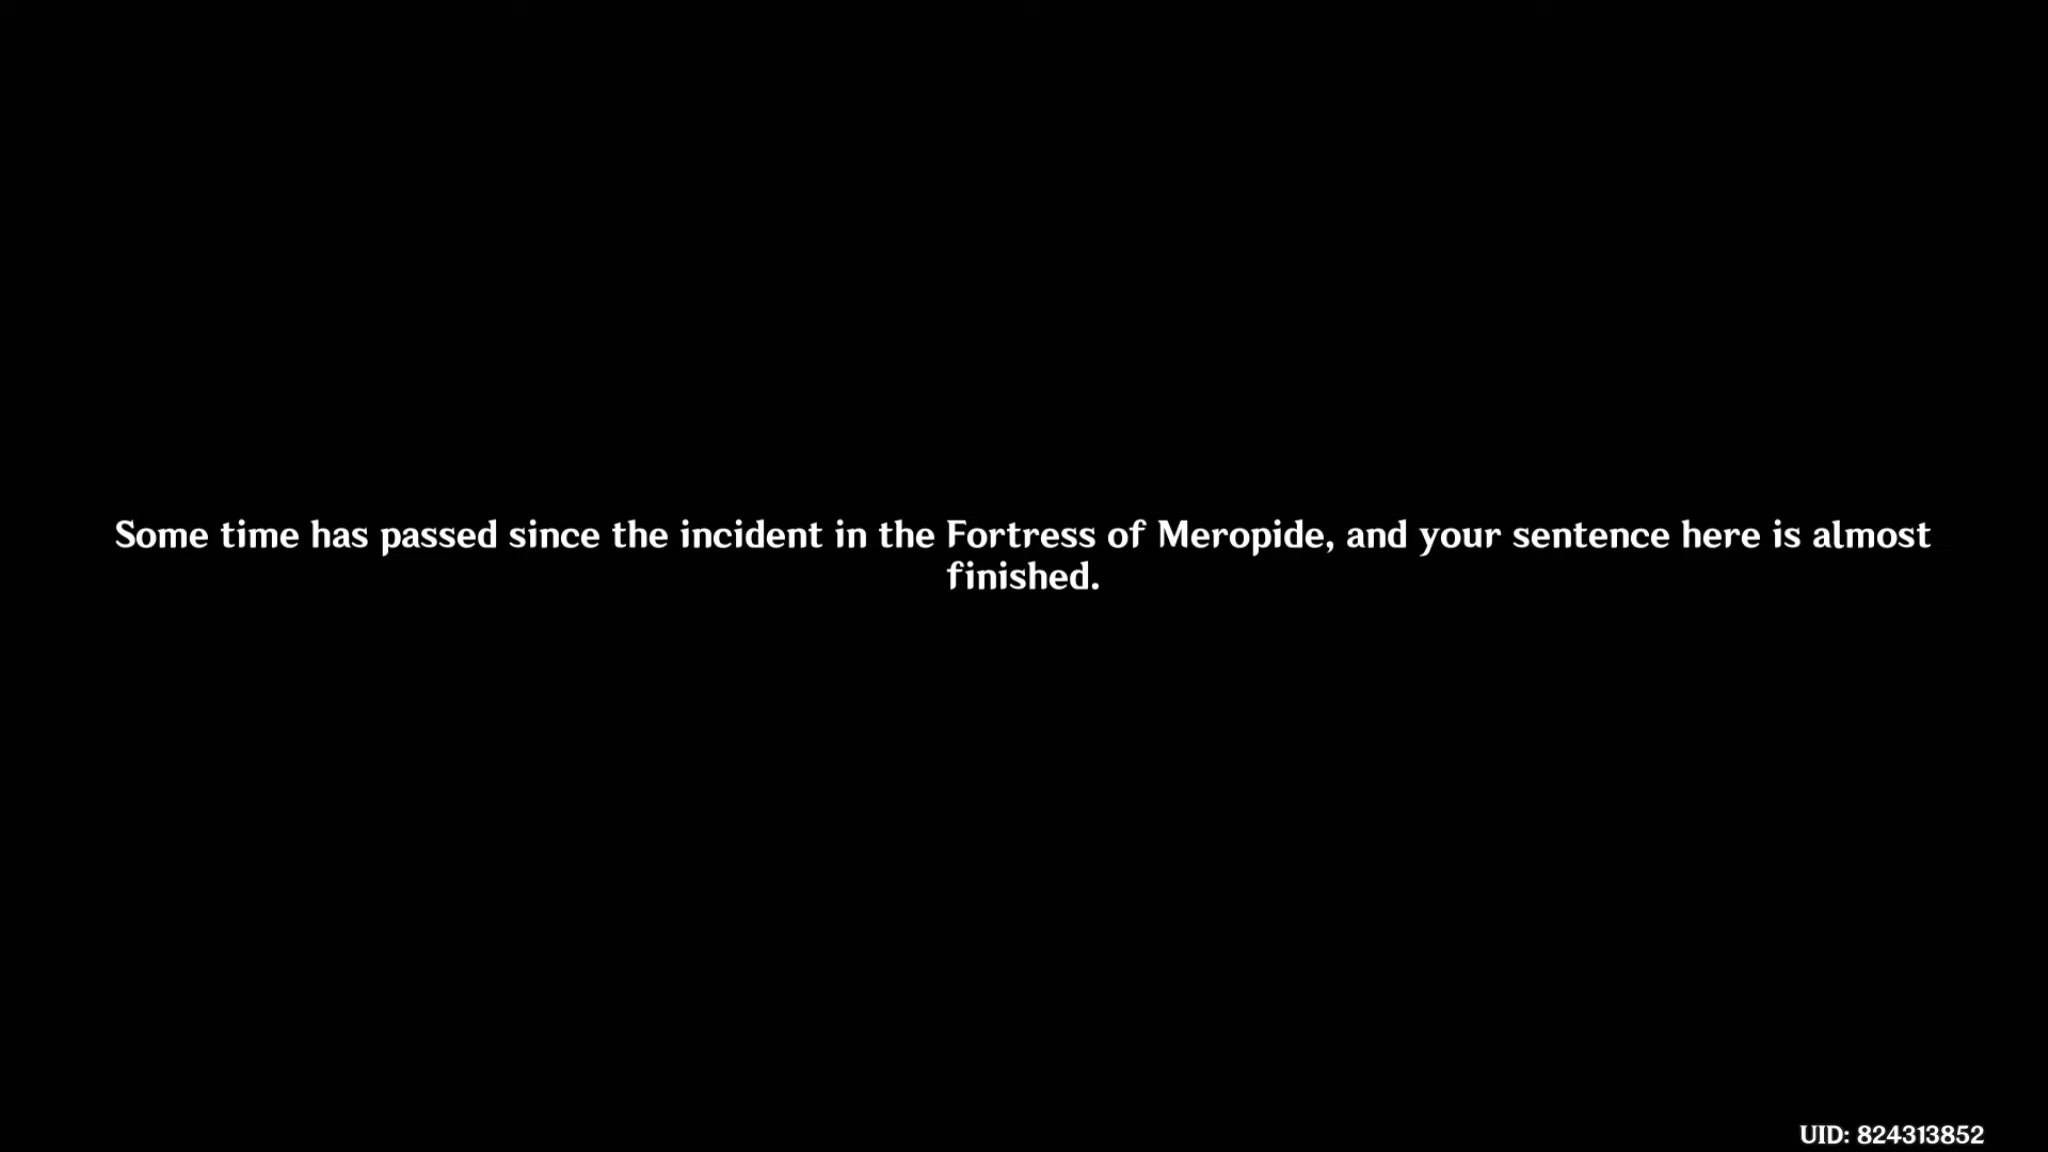 Some time has passed since the incident in the Fortress of Meropide, and your sentence here is almost
finished.
UID: 824313852